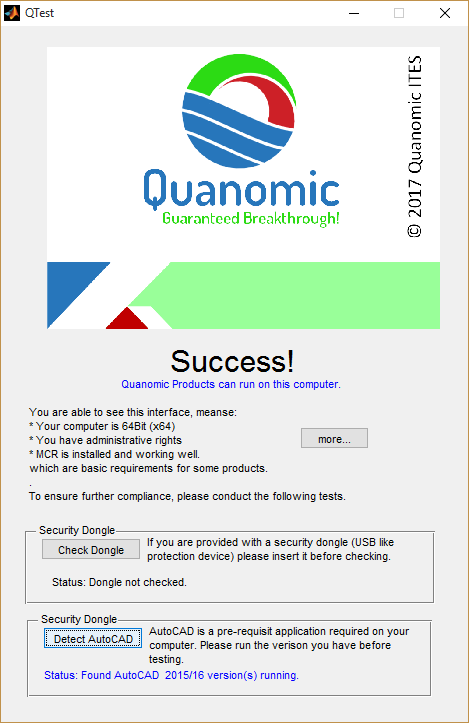 QTest
© 2017 Quanomic ITES
Quanomic
Guaranteed Breakthrough!
Success!
Quanomic Products can run on this computer.
You are able to see this interface, meanse:
* Your computer is 64Bit (x64)
* You have administrative rights
* MCR is installed and working well.
which are basic requirements for some products.
.
To ensure further compliance, please conduct the following tests.
more...
Security Dongle
Check Dongle
If you are provided with a security dongle (USB like
protection device) please insert it before checking.
Status: Dongle not checked.
Security Dongle
Detect AutoCAD
AutoCAD is a pre-requisit application required on your
computer. Please run the verison you have before
testing.
Status: Found AutoCAD  2015/16 version(s) running.